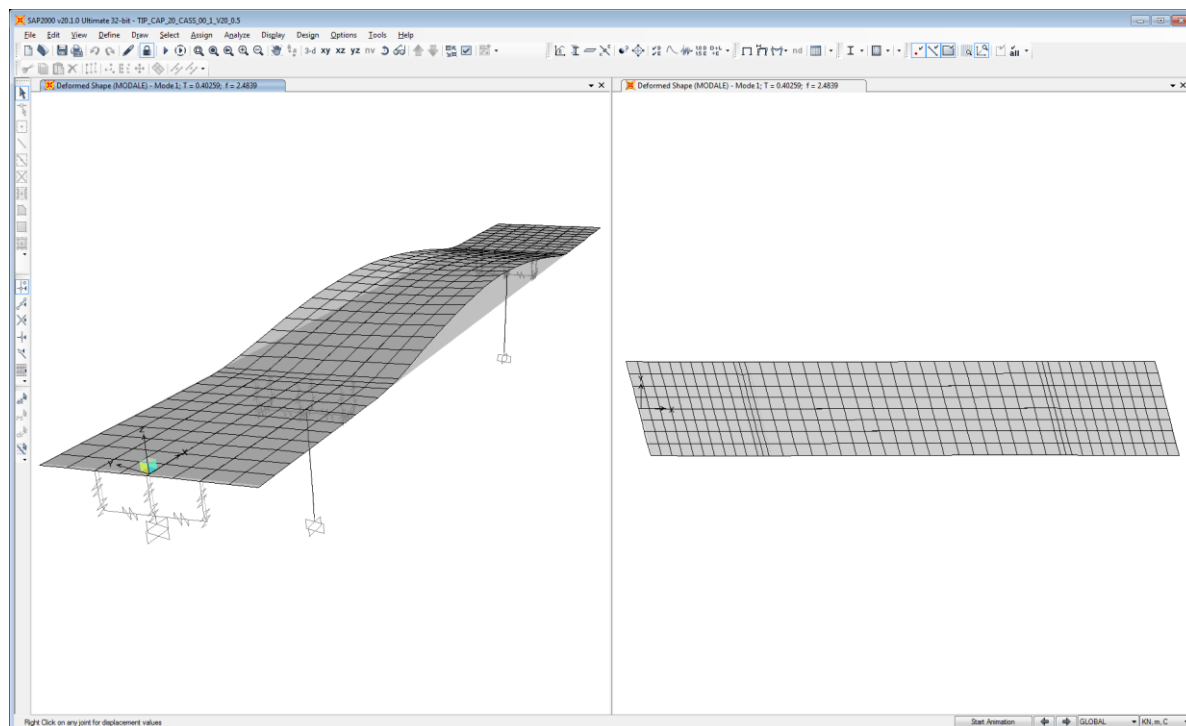 SAP2000 v20.1.0 Ultimate 32-bit - TIP_CAP_20_CASS_00_1_V20_0.5
File Edit View Define Draw Select Assign Analyze Display Design Options Tools Help
3-d xy xz yz nv nd all
Deformed Shape (MODALE) - Mode 1; T = 0.40259; f = 2.4839
Deformed Shape (MODALE) - Mode 1; T = 0.40259; f = 2.4839
Z
Y
X
Y
X
Right Click on any joint for displacement values
Start Animation
GLOBAL
KN, m, C